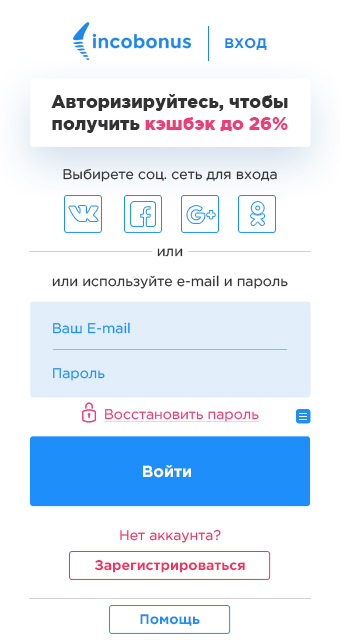 incobonus
ВХОД
Авторизируйтесь, чтобы
получить кэшбэк до 26%
Выбирете соц. сеть для входа
или
или используйте e-mail и пароль
Ваш E-mail
Пароль
Восстановить пароль
Войти
Нет аккаунта?
Зарегистрироваться
Помощь